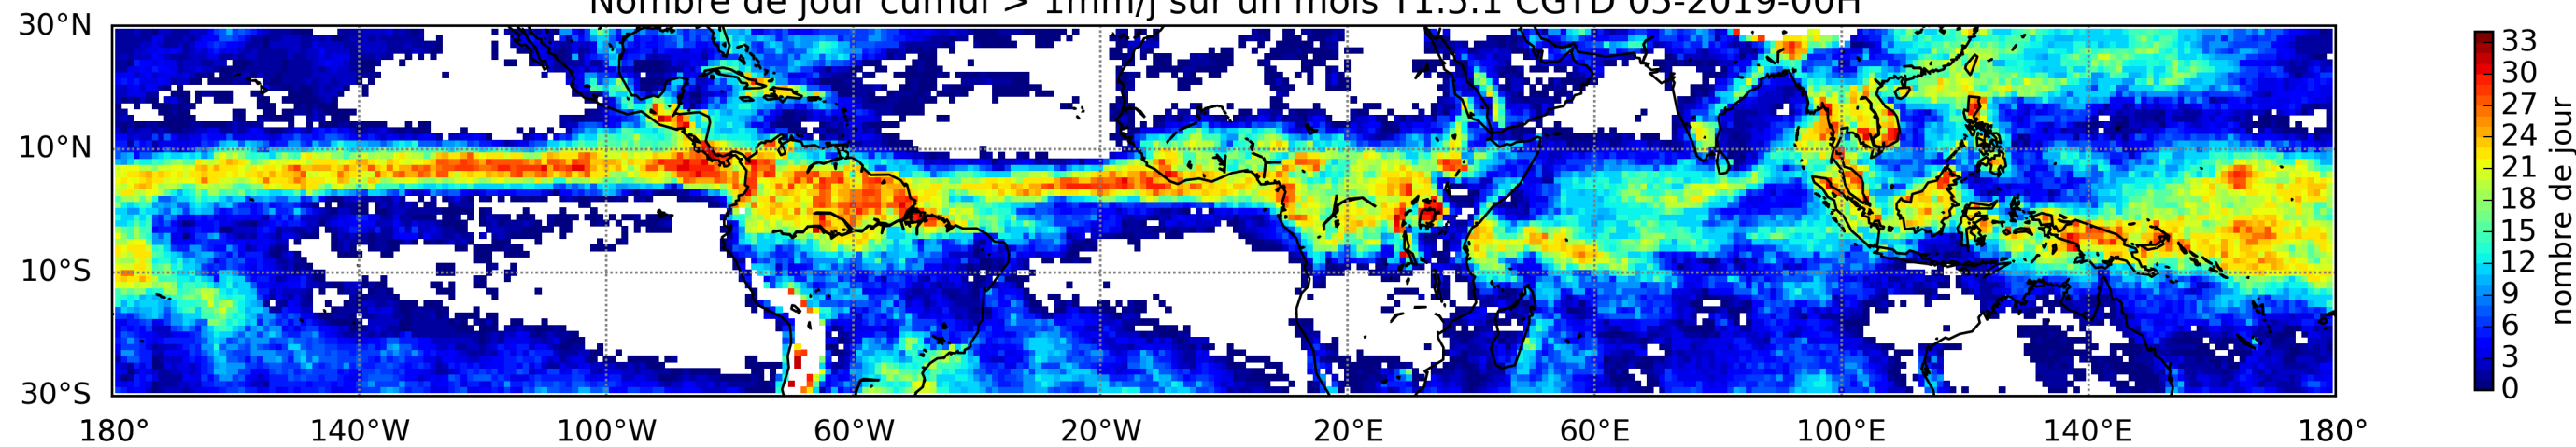 Nombre de jour cumul > 1mm/j sur un mois T1.5.1 CGTD 05-2019-00H
30°N
10°N
10°S
30°S
180° 140°W 100°W 60°W 20°W 20°E 60°E 100°E 140°E 180°
33
30
27
24
21
18
15
12
9
6
3
0
nombre de jour